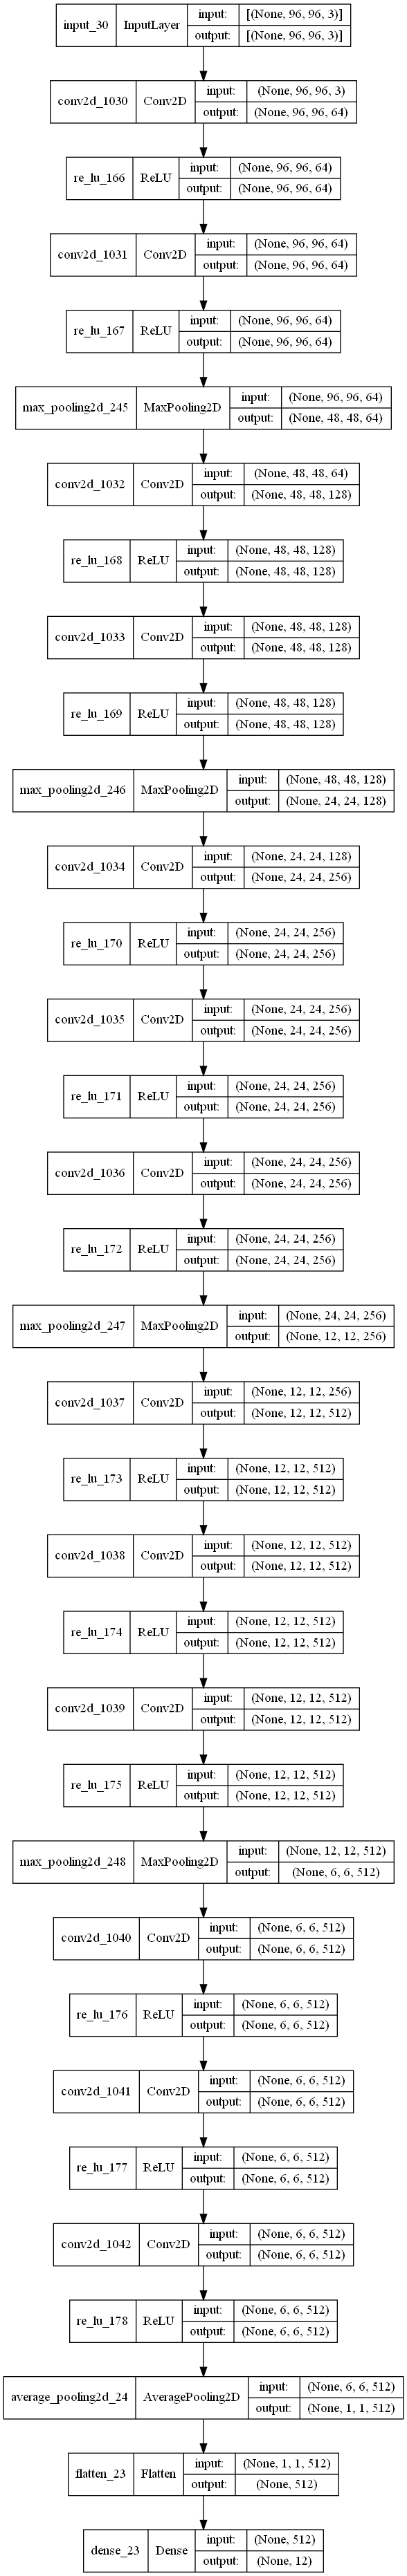 input_30 InputLayer input: [(None, 96, 96, 3)]
output: [(None, 96, 96, 3)]
conv2d_1030 Conv2D input: (None, 96, 96, 3)
output: (None, 96, 96, 64)
re_lu_166 ReLU input: (None, 96, 96, 64)
output: (None, 96, 96, 64)
conv2d_1031 Conv2D input: (None, 96, 96, 64)
output: (None, 96, 96, 64)
re_lu_167 ReLU input: (None, 96, 96, 64)
output: (None, 96, 96, 64)
max_pooling2d_245 MaxPooling2D input: (None, 96, 96, 64)
output: (None, 48, 48, 64)
conv2d_1032 Conv2D input: (None, 48, 48, 64)
output: (None, 48, 48, 128)
re_lu_168 ReLU input: (None, 48, 48, 128)
output: (None, 48, 48, 128)
conv2d_1033 Conv2D input: (None, 48, 48, 128)
output: (None, 48, 48, 128)
re_lu_169 ReLU input: (None, 48, 48, 128)
output: (None, 48, 48, 128)
max_pooling2d_246 MaxPooling2D input: (None, 48, 48, 128)
output: (None, 24, 24, 128)
conv2d_1034 Conv2D input: (None, 24, 24, 128)
output: (None, 24, 24, 256)
re_lu_170 ReLU input: (None, 24, 24, 256)
output: (None, 24, 24, 256)
conv2d_1035 Conv2D input: (None, 24, 24, 256)
output: (None, 24, 24, 256)
re_lu_171 ReLU input: (None, 24, 24, 256)
output: (None, 24, 24, 256)
conv2d_1036 Conv2D input: (None, 24, 24, 256)
output: (None, 24, 24, 256)
re_lu_172 ReLU input: (None, 24, 24, 256)
output: (None, 24, 24, 256)
max_pooling2d_247 MaxPooling2D input: (None, 24, 24, 256)
output: (None, 12, 12, 256)
conv2d_1037 Conv2D input: (None, 12, 12, 256)
output: (None, 12, 12, 512)
re_lu_173 ReLU input: (None, 12, 12, 512)
output: (None, 12, 12, 512)
conv2d_1038 Conv2D input: (None, 12, 12, 512)
output: (None, 12, 12, 512)
re_lu_174 ReLU input: (None, 12, 12, 512)
output: (None, 12, 12, 512)
conv2d_1039 Conv2D input: (None, 12, 12, 512)
output: (None, 12, 12, 512)
re_lu_175 ReLU input: (None, 12, 12, 512)
output: (None, 12, 12, 512)
max_pooling2d_248 MaxPooling2D input: (None, 12, 12, 512)
output: (None, 6, 6, 512)
conv2d_1040 Conv2D input: (None, 6, 6, 512)
output: (None, 6, 6, 512)
re_lu_176 ReLU input: (None, 6, 6, 512)
output: (None, 6, 6, 512)
conv2d_1041 Conv2D input: (None, 6, 6, 512)
output: (None, 6, 6, 512)
re_lu_177 ReLU input: (None, 6, 6, 512)
output: (None, 6, 6, 512)
conv2d_1042 Conv2D input: (None, 6, 6, 512)
output: (None, 6, 6, 512)
re_lu_178 ReLU input: (None, 6, 6, 512)
output: (None, 6, 6, 512)
average_pooling2d_24 AveragePooling2D input: (None, 6, 6, 512)
output: (None, 1, 1, 512)
flatten_23 Flatten input: (None, 1, 1, 512)
output: (None, 512)
dense_23 Dense input: (None, 512)
output: (None, 12)